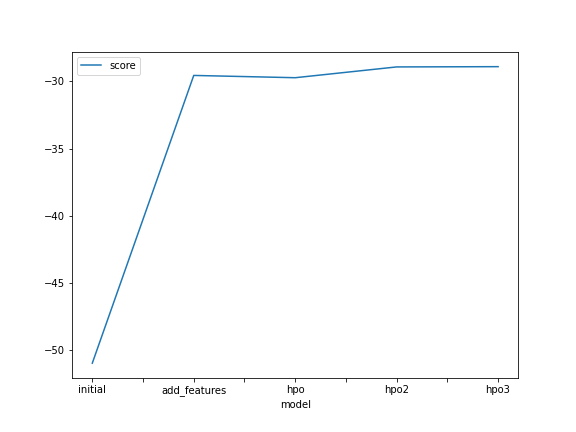 score
−30
−35
−40
−45
−50
initial add_features hpo hpo2 hpo3
model